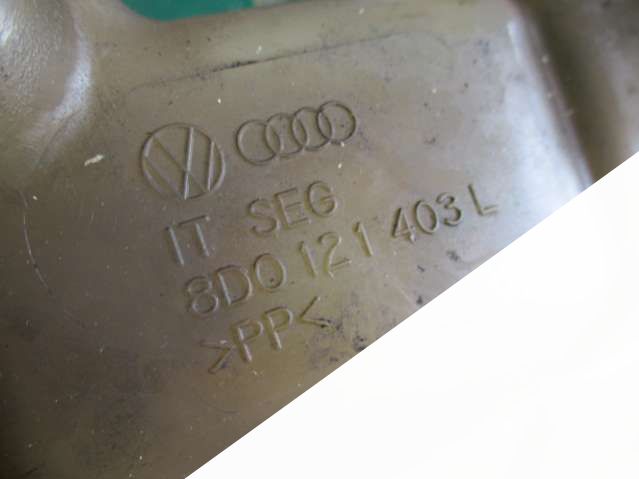 IT SEG
8D0 121 403 L
>PP<